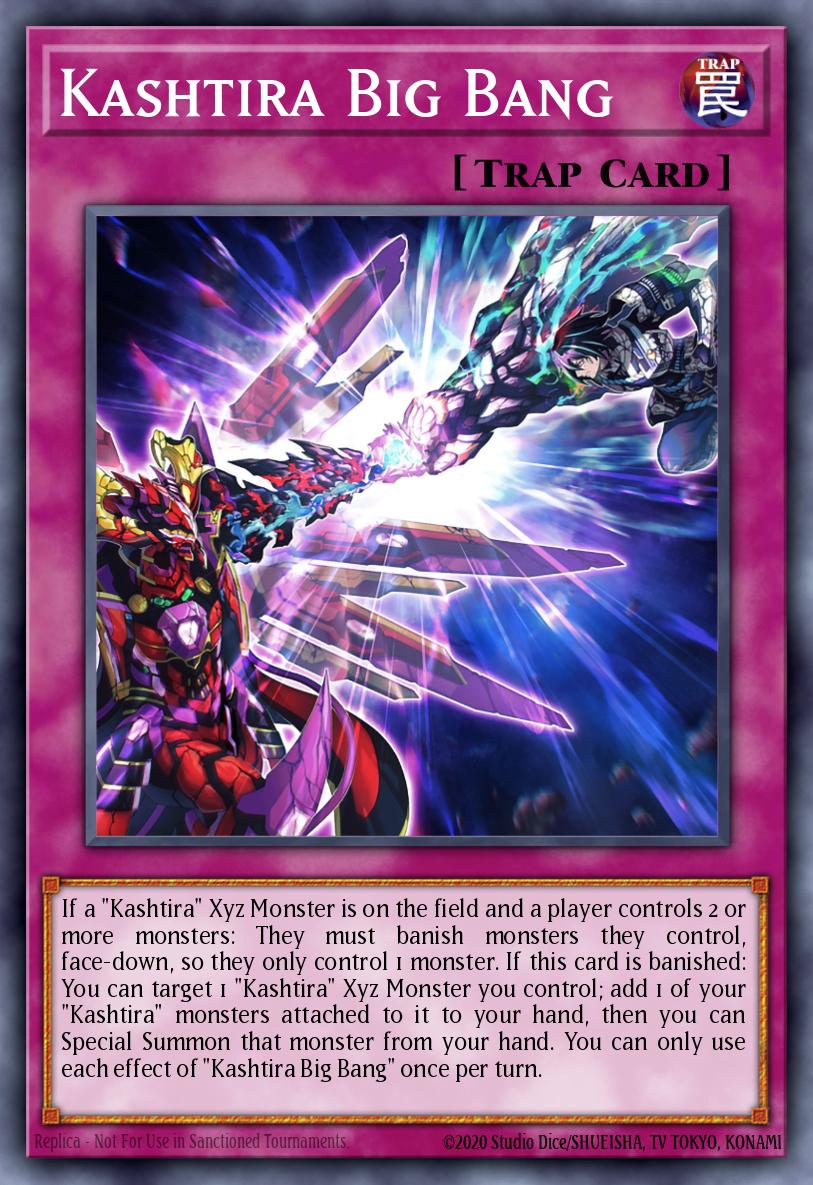 Kashtira Big Bang
TRAP
罠
[Trap Card]
If a "Kashtira" Xyz Monster is on the field and a player controls 2 or
more monsters: They must banish monsters they control,
face-down, so they only control 1 monster. If this card is banished:
You can target 1 "Kashtira" Xyz Monster you control; add 1 of your
"Kashtira" monsters attached to it to your hand, then you can
Special Summon that monster from your hand. You can only use
each effect of "Kashtira Big Bang" once per turn.
Replica - Not For Use in Sanctioned Tournaments.
©2020 Studio Dice/SHUEISHA, TV TOKYO, KONAMI